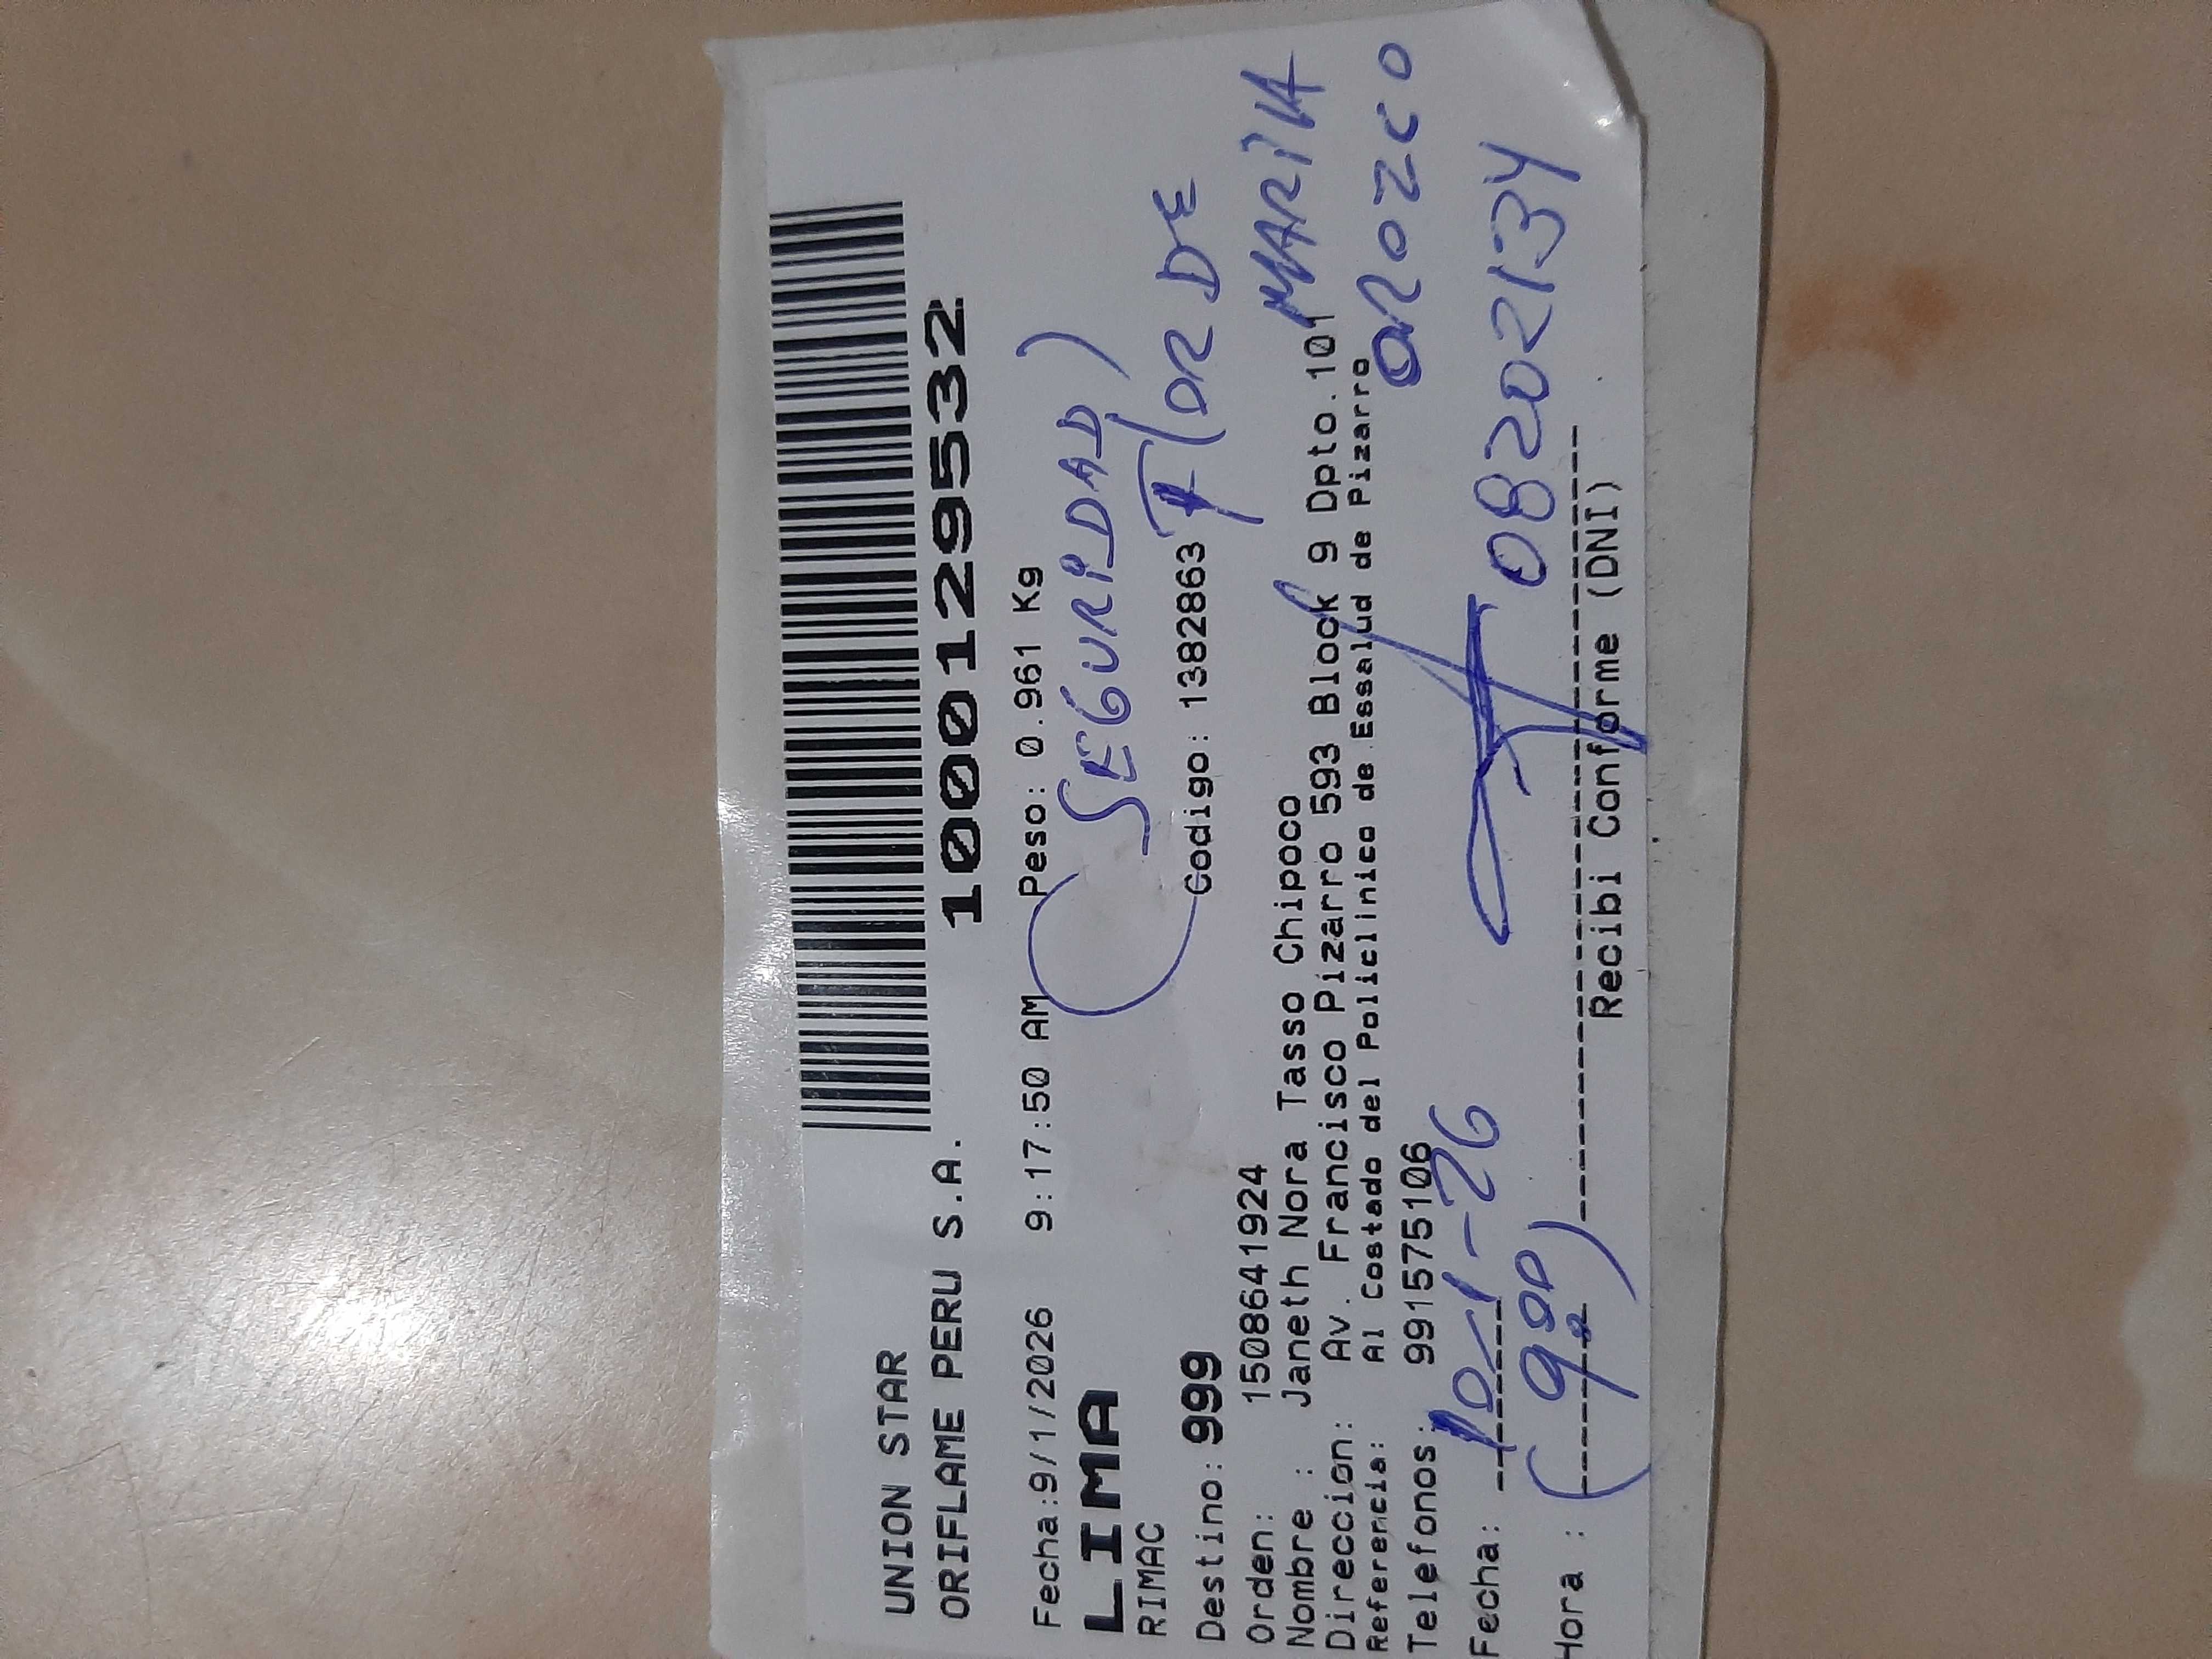 UNION STAR
ORIFLAME PERU S.A. 1000129532
Fecha:9/1/2026 9:17:50 AM Peso: 0.961 Kg
LIMA
RIMAC
SEGURIDAD)
Destino: 999 Codigo: 1382863 FLOR DE
MARIA
OROZCO
Orden: 1508641924
Nombre : Janeth Nora Tasso Chipoco
Direccion: Av. Francisco Pizarro 593 Block 9 Dpto.101
Referencia: Al Costado del Policlinico de Essalud de Pizarro
Telefonos: 991575106
Fecha: 10-1-26 08202134
Hora :
Recibi Conforme (DNI)